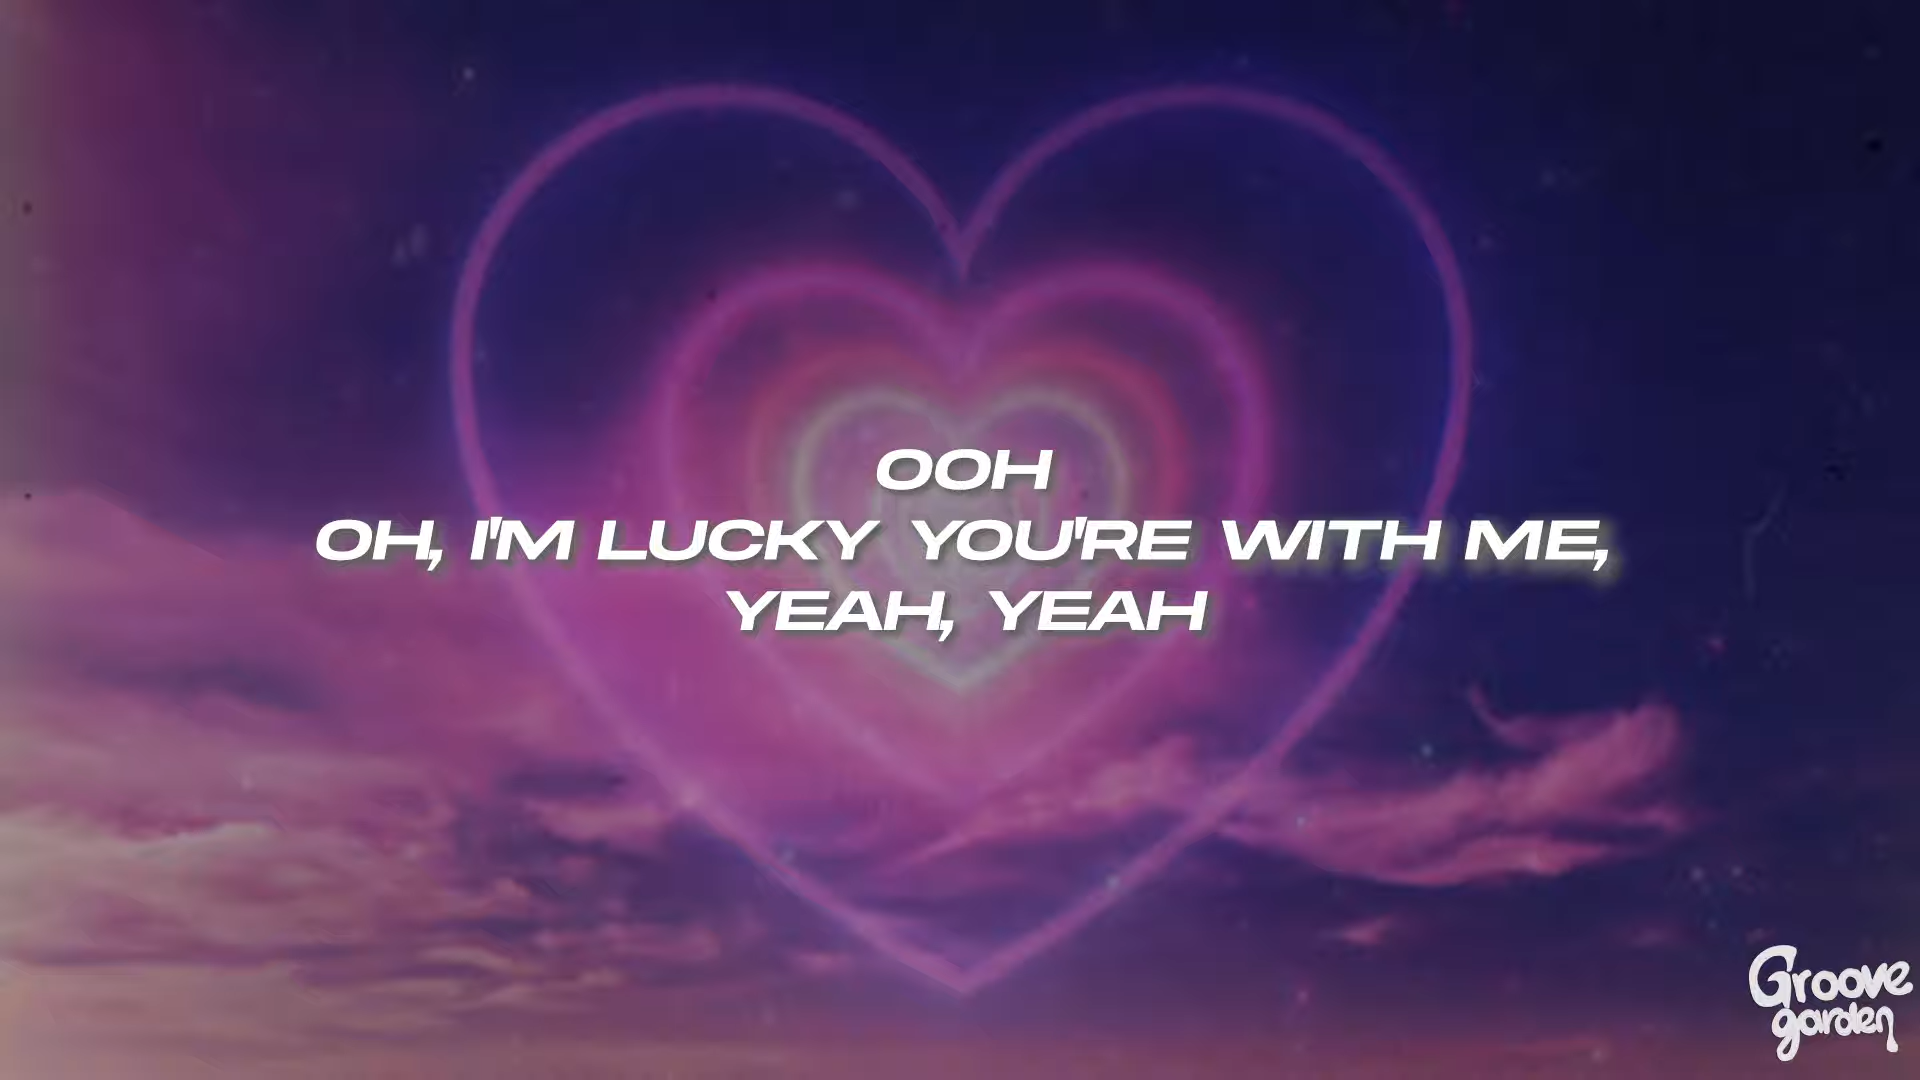 OOH
OH, I'M LUCKY YOU'RE WITH ME,
YEAH, YEAH
Groove
garden